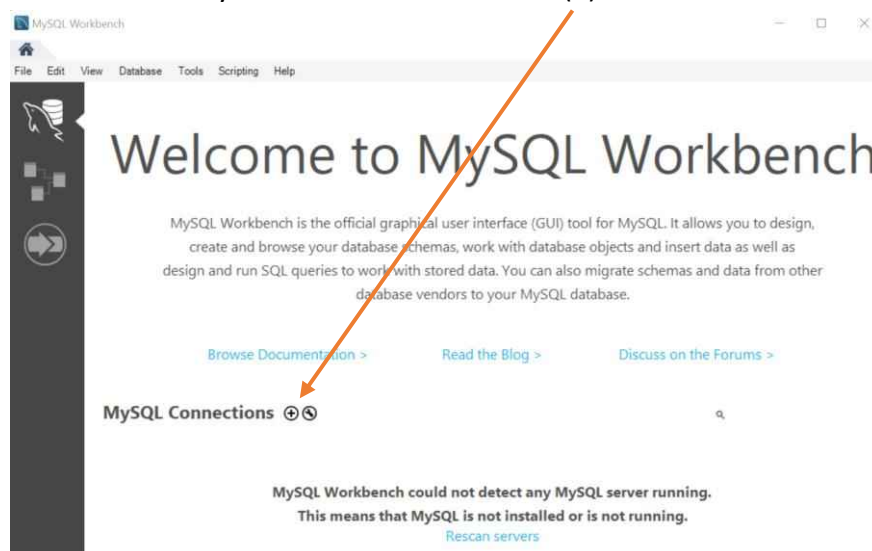 MySQL Workbench
File Edit View Database Tools Scripting Help
Welcome to MySQL Workbench
MySQL Workbench is the official graphical user interface (GUI) tool for MySQL. It allows you to design,
create and browse your database schemas, work with database objects and insert data as well as
design and run SQL queries to work with stored data. You can also migrate schemas and data from other
database vendors to your MySQL database.
Browse Documentation > Read the Blog > Discuss on the Forums >
MySQL Connections
MySQL Workbench could not detect any MySQL server running.
This means that MySQL is not installed or is not running.
Rescan servers